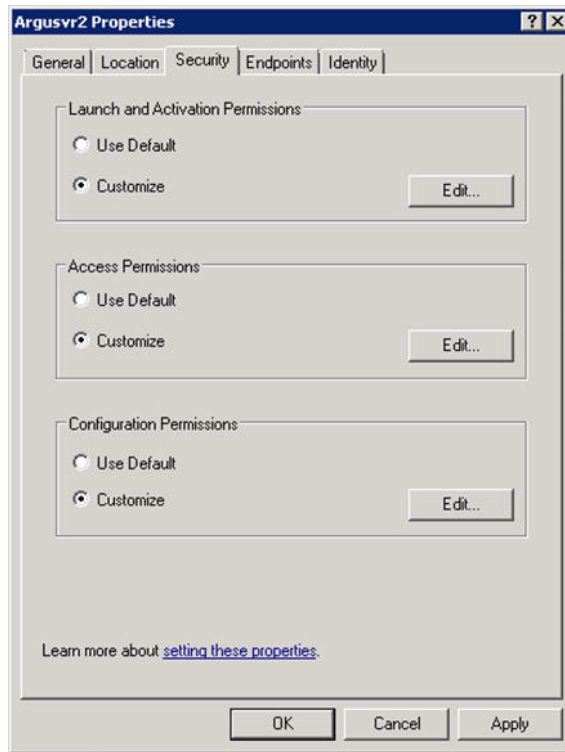 Argusvr2 Properties
General Location Security Endpoints Identity
Launch and Activation Permissions
Use Default
Customize
Edit...
Access Permissions
Use Default
Customize
Edit...
Configuration Permissions
Use Default
Customize
Edit...
Learn more about setting these properties.
OK Cancel Apply